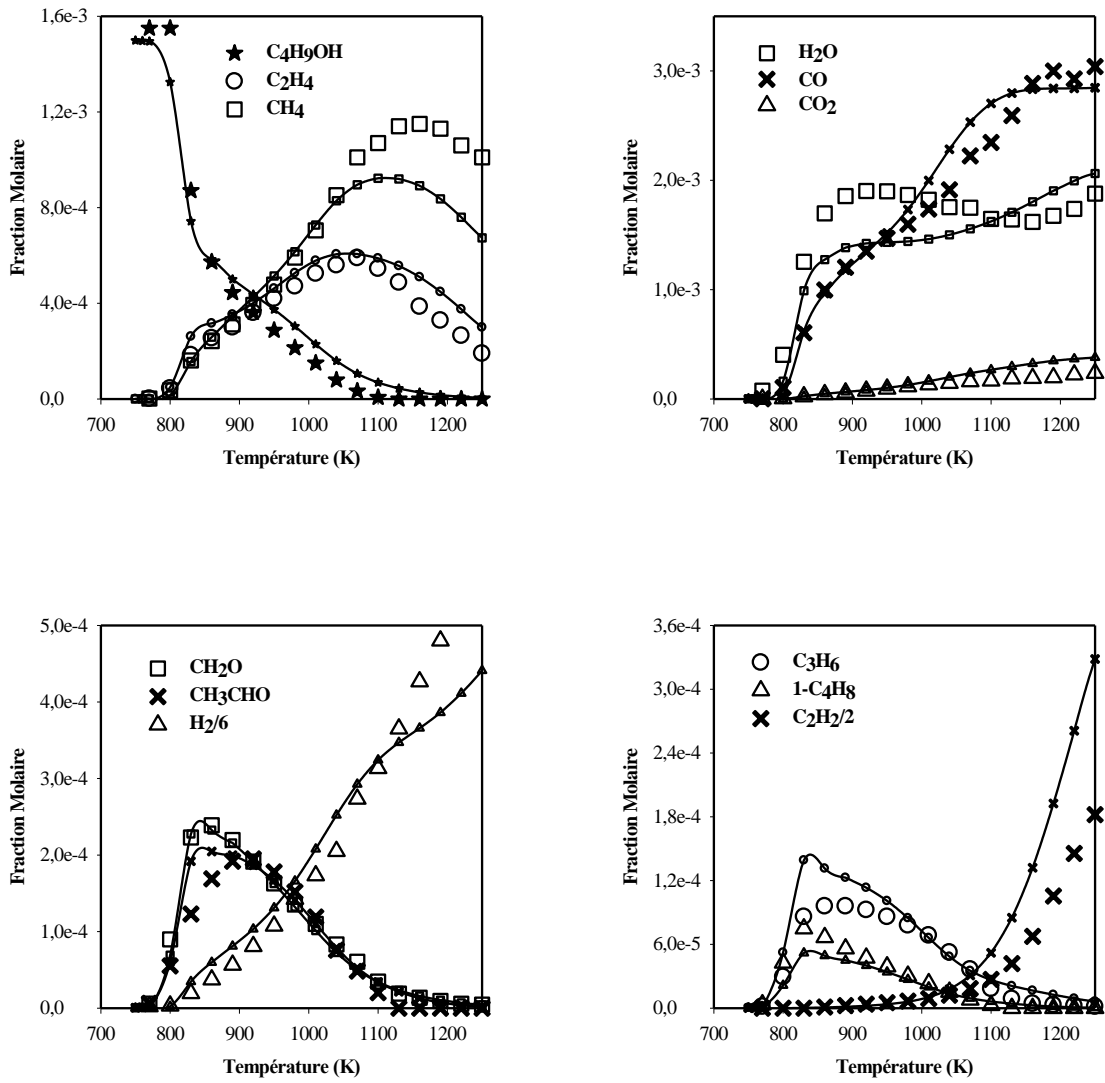 1,6e-3
1,2e-3
8,0e-4
4,0e-4
0,0
700 800 900 1000 1100 1200
Fraction Molaire
Température (K)
C4H9OH
C2H4
CH4
3,0e-3
2,0e-3
1,0e-3
0,0
700 800 900 1000 1100 1200
Fraction Molaire
Température (K)
H2O
CO
CO2
5,0e-4
4,0e-4
3,0e-4
2,0e-4
1,0e-4
0,0
700 800 900 1000 1100 1200
Fraction Molaire
Température (K)
CH2O
CH3CHO
H2/6
3,6e-4
2,4e-4
1,8e-4
1,2e-4
6,0e-5
0,0
700 800 900 1000 1100 1200
Fraction Molaire
Température (K)
C3H6
1-C4H8
C2H2/2